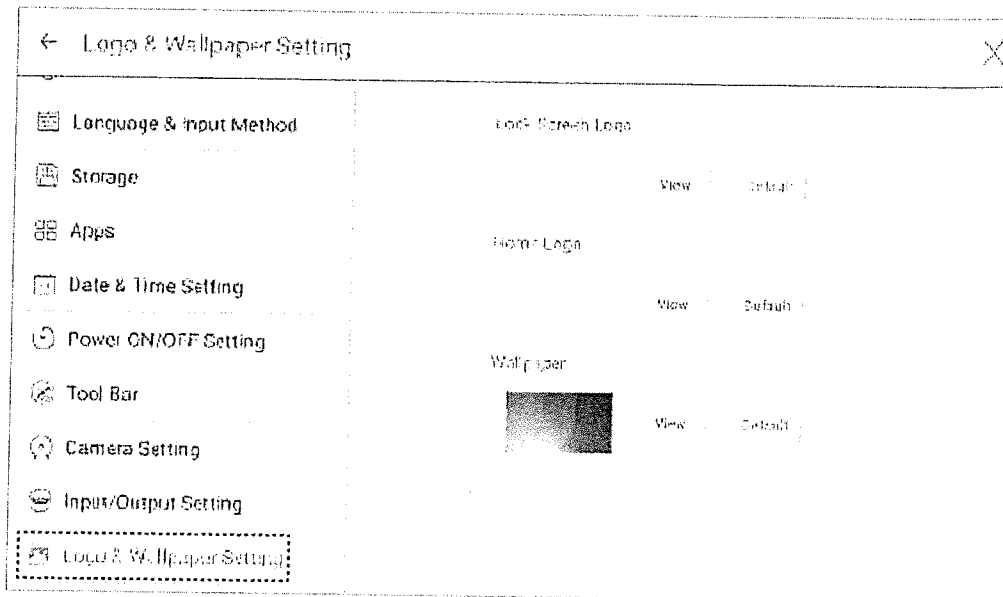 ← Logo & Wallpaper Setting
Language & Input Method
Storage
Apps
Date & Time Setting
Power ON/OFF Setting
Tool Bar
Camera Setting
Input/Output Setting
Logo & Wallpaper Setting
Lock Screen Logo
View Default
Home Logo
View Default
Wallpaper
View Default